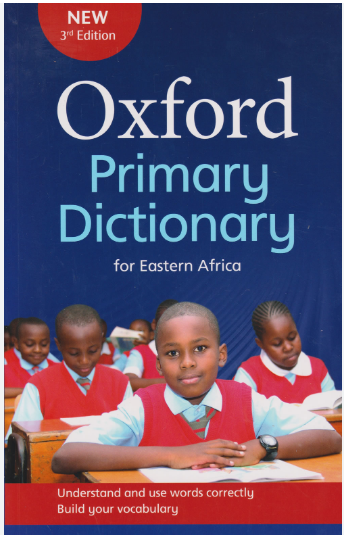 NEW
3rd Edition
Oxford
Primary
Dictionary
for Eastern Africa
Understand and use words correctly
Build your vocabulary